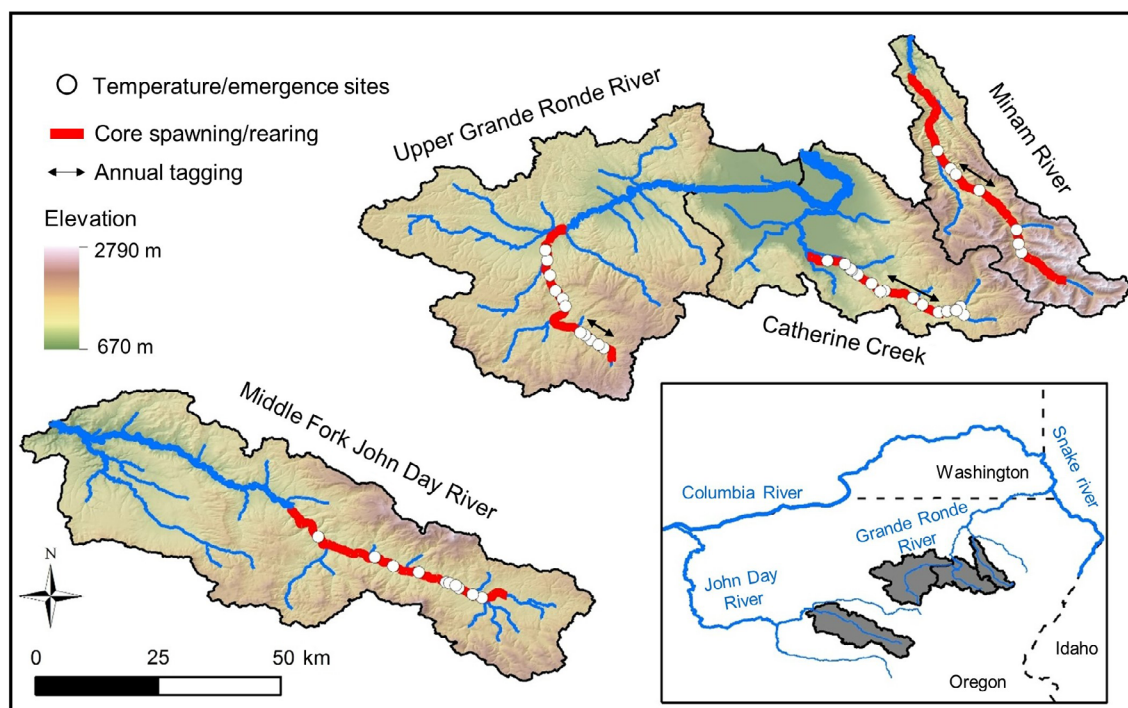 Temperature/emergence sites
Core spawning/rearing
Annual tagging
Elevation
2790 m
670 m
Upper Grande Ronde River
Minam River
Catherine Creek
Middle Fork John Day River
N
0 25 50 km
Washington
Snake river
Columbia River
Grande Ronde
River
John Day
River
Idaho
Oregon